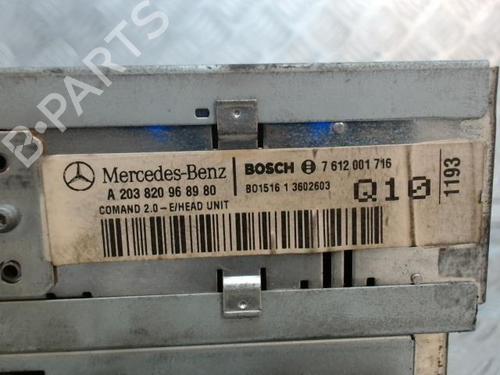 B-PARTS
Mercedes-Benz
A 203 820 96 89 80
COMAND 2.0-E/HEAD UNIT
BOSCH 7 612 001 716
B01516 1 3602603
Q10
1193